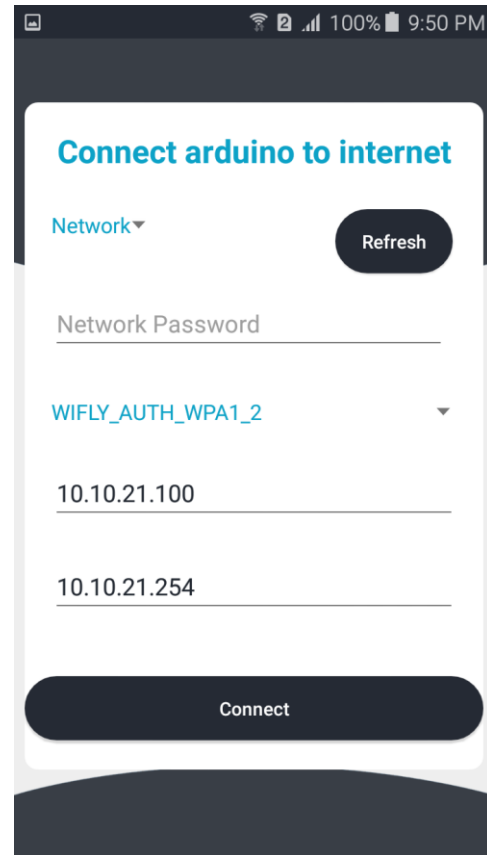 2 100% 9:50 PM
Connect arduino to internet
Network
Refresh
Network Password
WIFLY_AUTH_WPA1_2
10.10.21.100
10.10.21.254
Connect